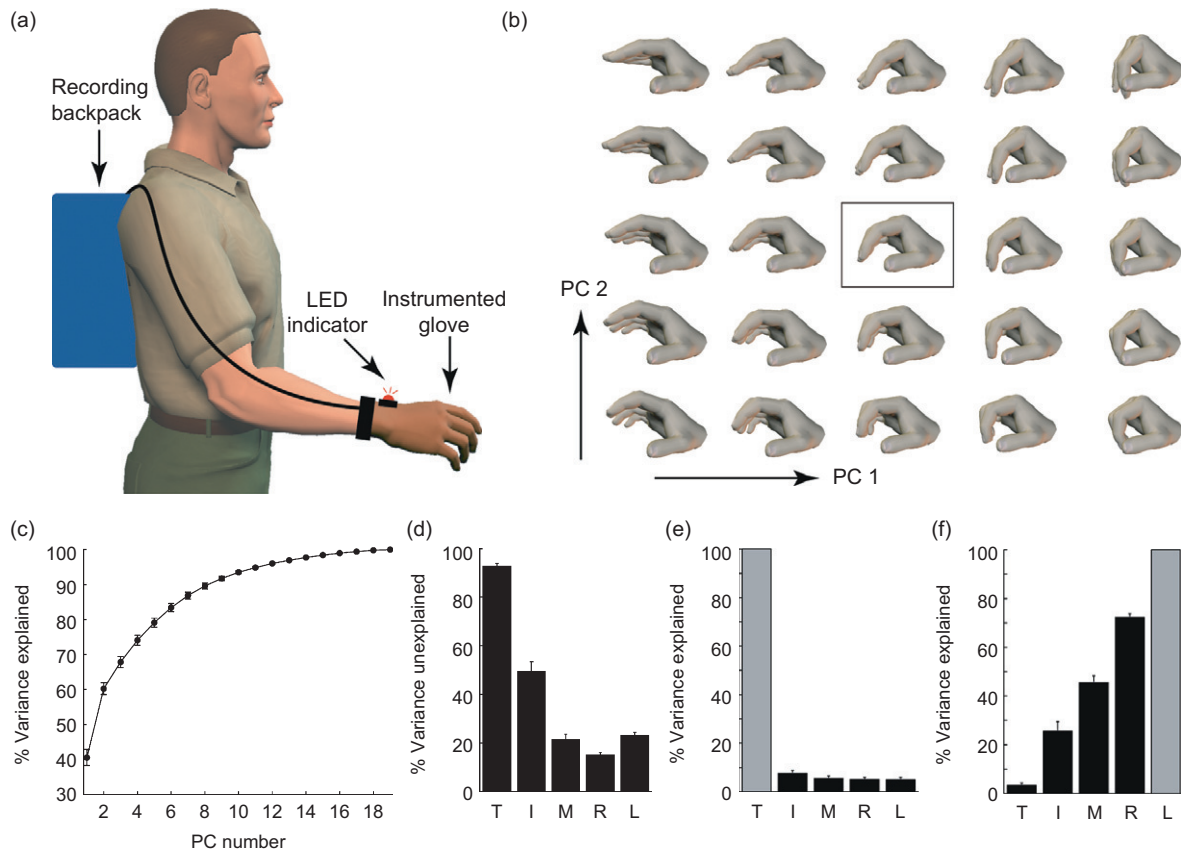 (a)
Recording
backpack
LED
indicator
Instrumented
glove
(b)
PC 2
PC 1
(c)
% Variance explained
100
90
80
70
60
50
40
30
2 4 6 8 10 12 14 16 18
PC number
(d)
% Variance unexplained
100
80
60
40
20
0
T I M R L
(e)
% Variance explained
100
80
60
40
20
0
T I M R L
(f)
% Variance explained
100
80
60
40
20
0
T I M R L